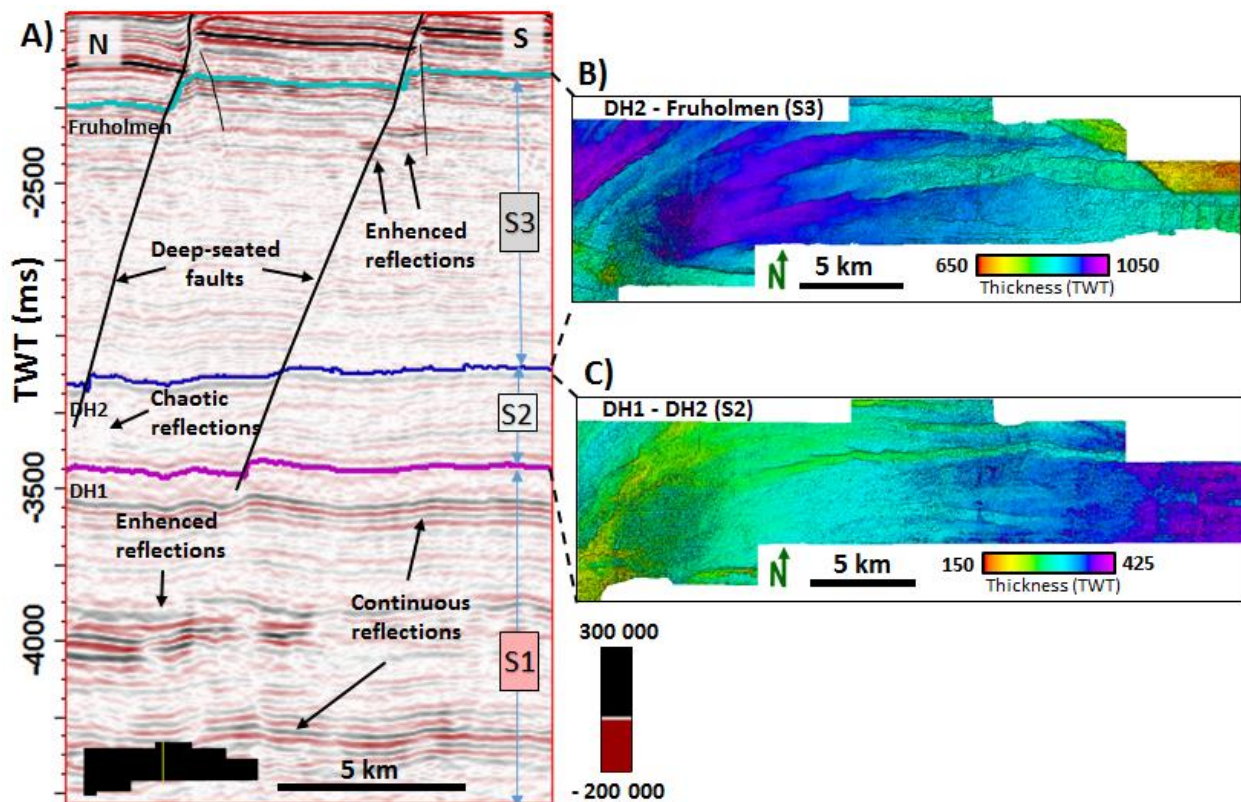 A)
N
S
Fruholmen
-2500
TWT (ms)
-3500
-4000
S3
Enhanced
reflections
Deep-seated
faults
DH2
Chaotic
reflections
S2
DH1
Enhenced
reflections
Continuous
reflections
S1
5 km
B)
DH2 - Fruholmen (S3)
N
5 km
650
1050
Thickness (TWT)
C)
DH1 - DH2 (S2)
N
5 km
150
425
Thickness (TWT)
300 000
- 200 000